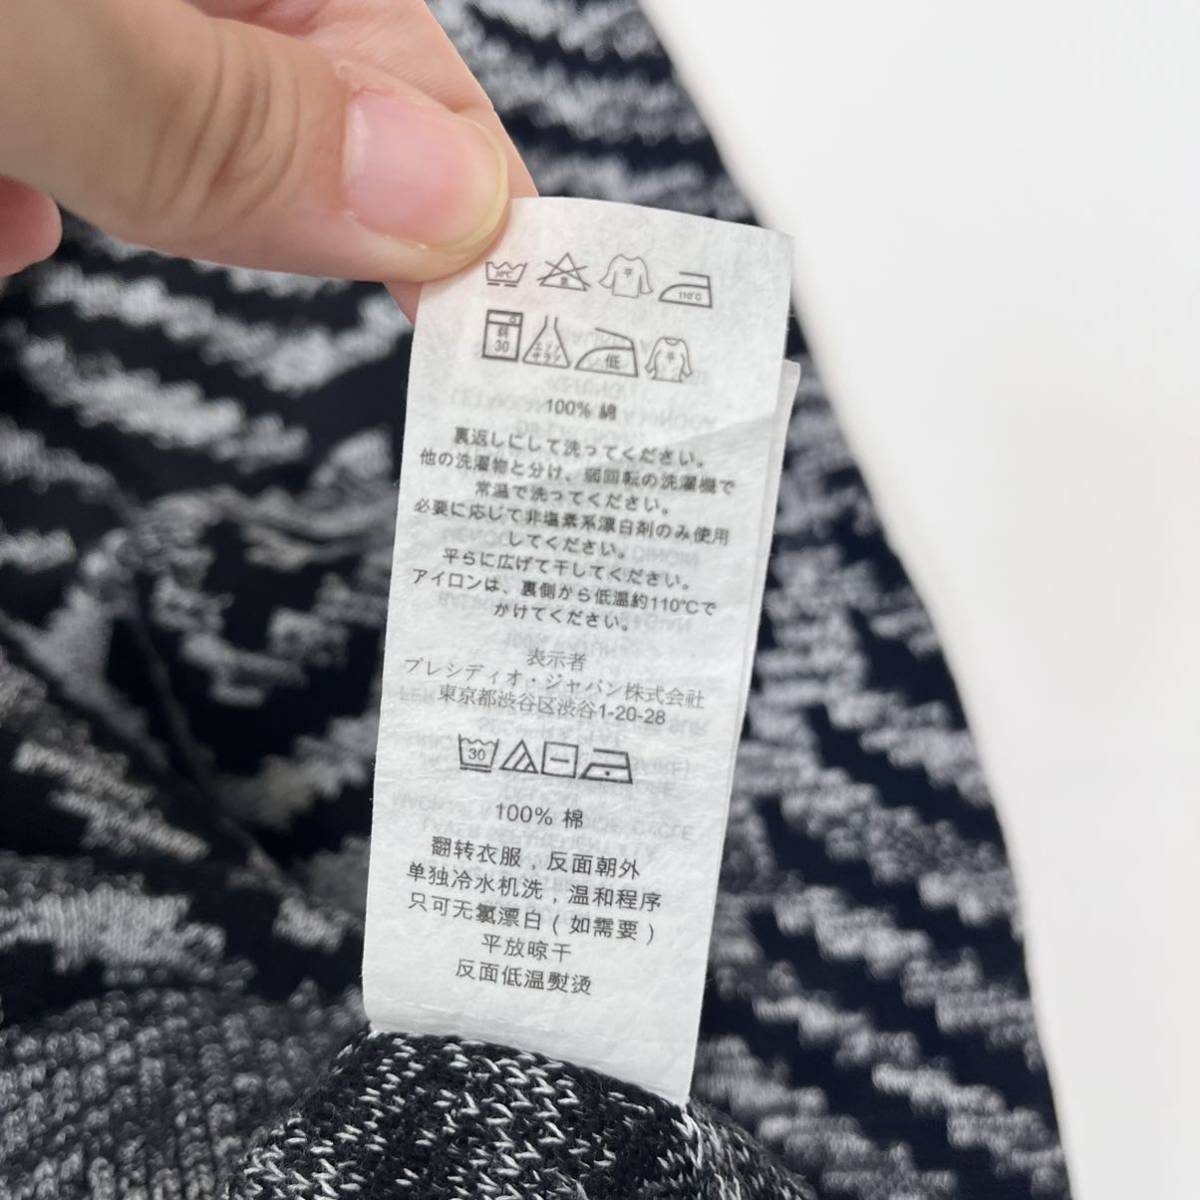 110°C
弱
30
エンソ
サラシ
低
平
100% 綿
裏返しにして洗ってください。
他の洗濯物と分け、弱回転の洗濯機で
常温で洗ってください。
必要に応じて非塩素系漂白剤のみ使用
してください。
平らに広げて干してください。
アイロンは、裏側から低温約110℃で
かけてください。
表示者
プレシディオ・ジャパン株式会社
東京都渋谷区渋谷1-20-28
30
100% 棉
翻转衣服，反面朝外
单独冷水机洗，温和程序
只可无氯漂白（如需要）
平放晾干
反面低温熨烫